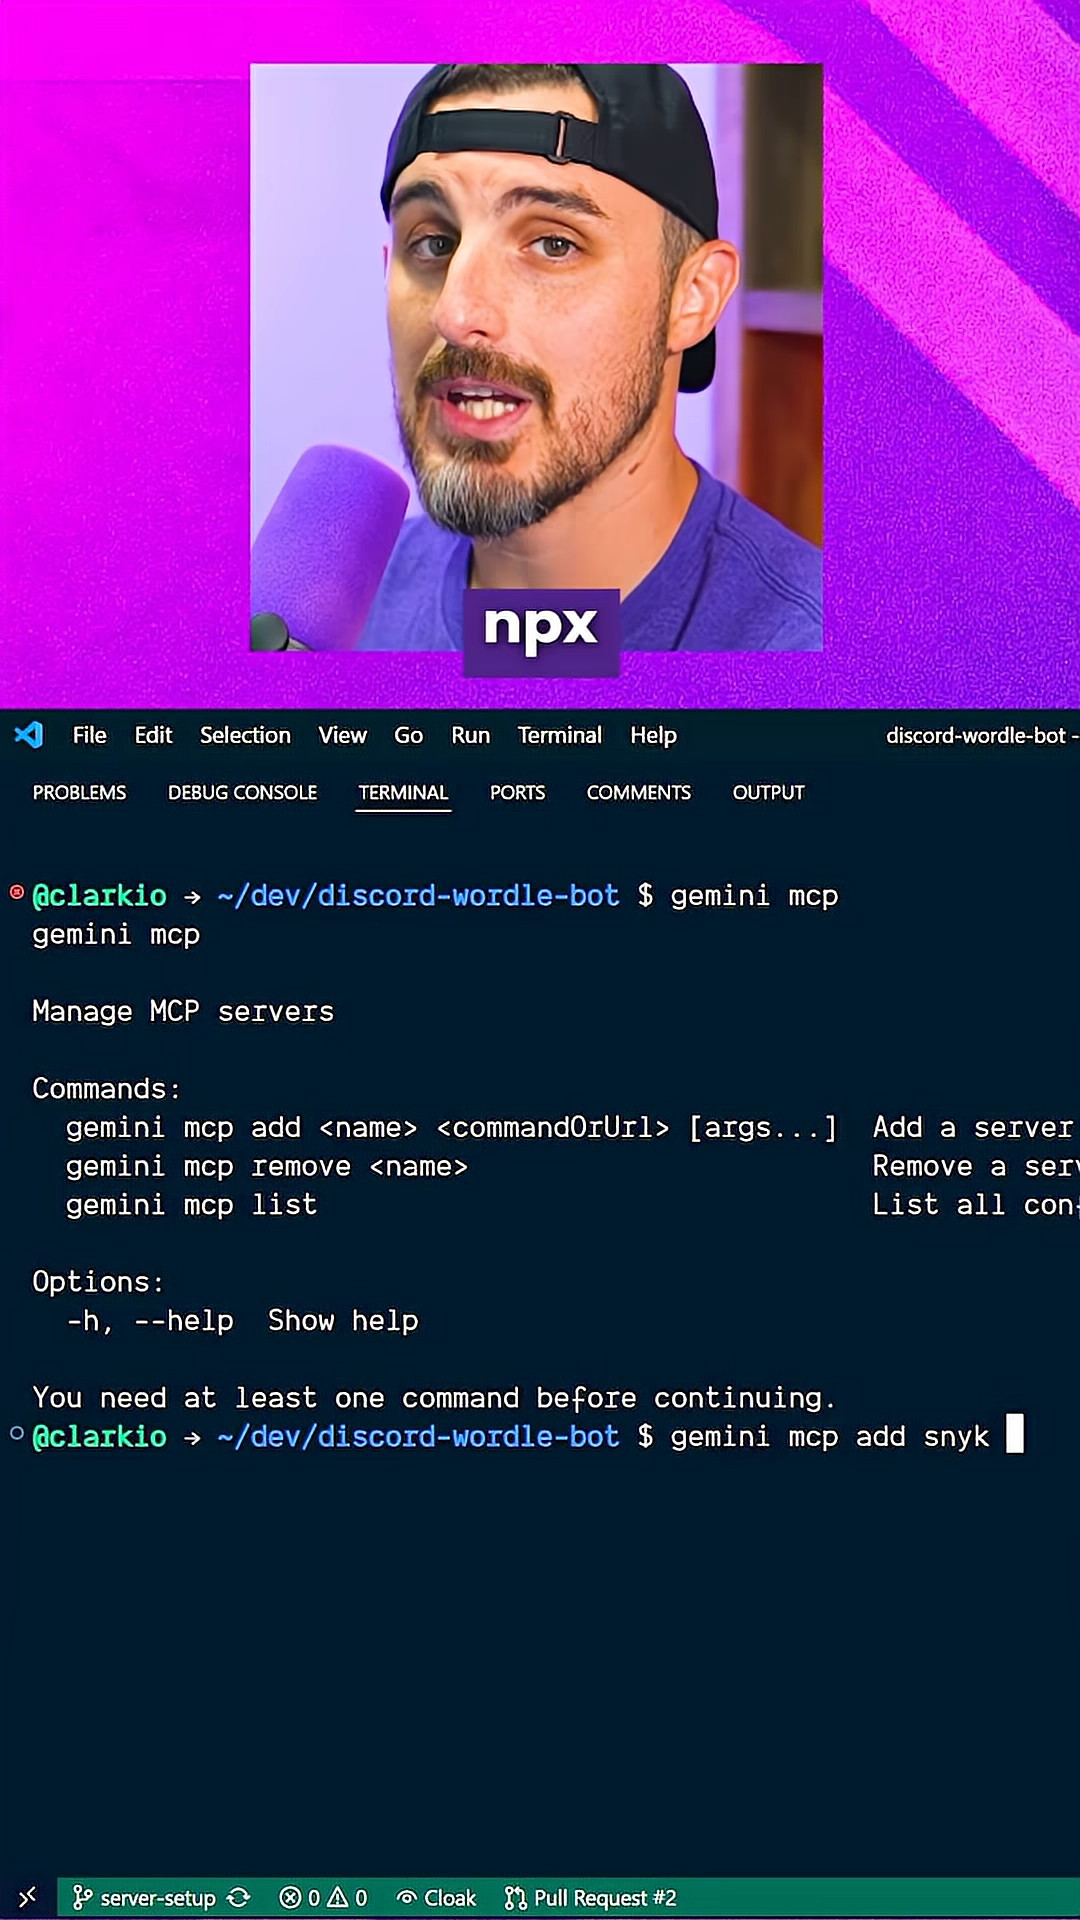 npx
File Edit Selection View Go Run Terminal Help discord-wordle-bot -
PROBLEMS DEBUG CONSOLE TERMINAL PORTS COMMENTS OUTPUT
@clarkio → ~/dev/discord-wordle-bot $ gemini mcp
gemini mcp
Manage MCP servers
Commands:
gemini mcp add <name> <commandOrUrl> [args...] Add a server
gemini mcp remove <name> Remove a serv
gemini mcp list List all conf
Options:
-h, --help Show help
You need at least one command before continuing.
@clarkio → ~/dev/discord-wordle-bot $ gemini mcp add snyk
server-setup 0 0 Cloak Pull Request #2